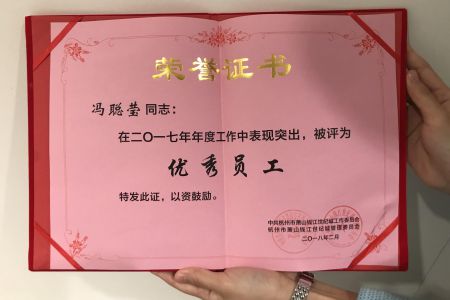 荣誉证书
冯聪莹同志：
在二〇一七年年度工作中表现突出，被评为
优秀员工
特发此证，以资鼓励。
中共杭州市萧山钱江世纪城工作委员会
杭州市萧山钱江世纪城管理委员会
二〇一八年二月